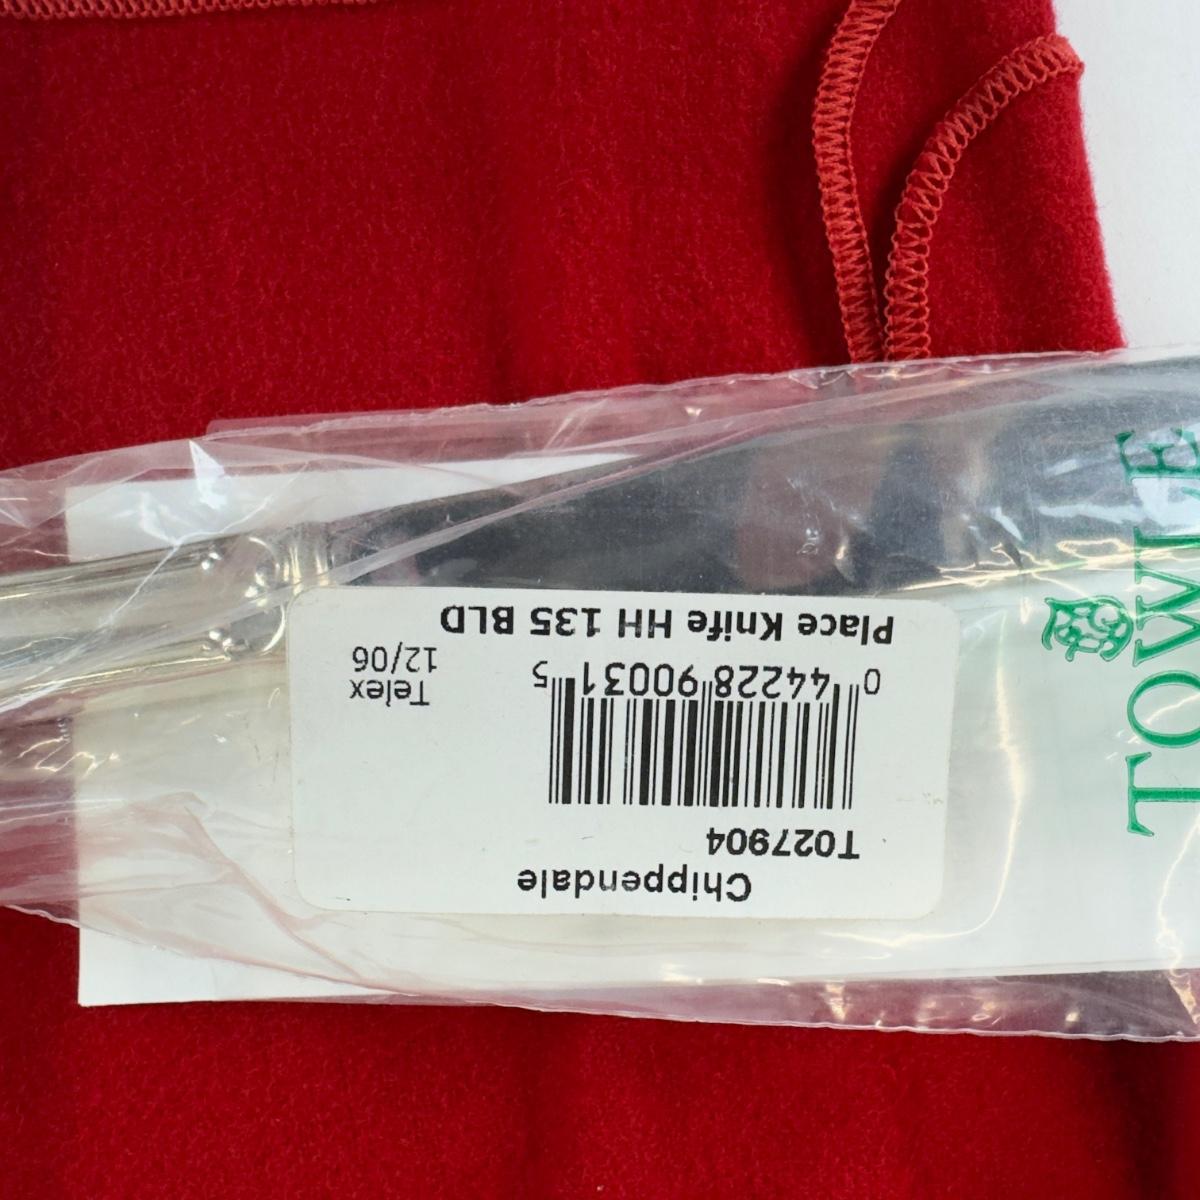 Chippendale
T027904
0 44228 90031 5
Telex
12/06
Place Knife HH 135 BLD
TOWLE